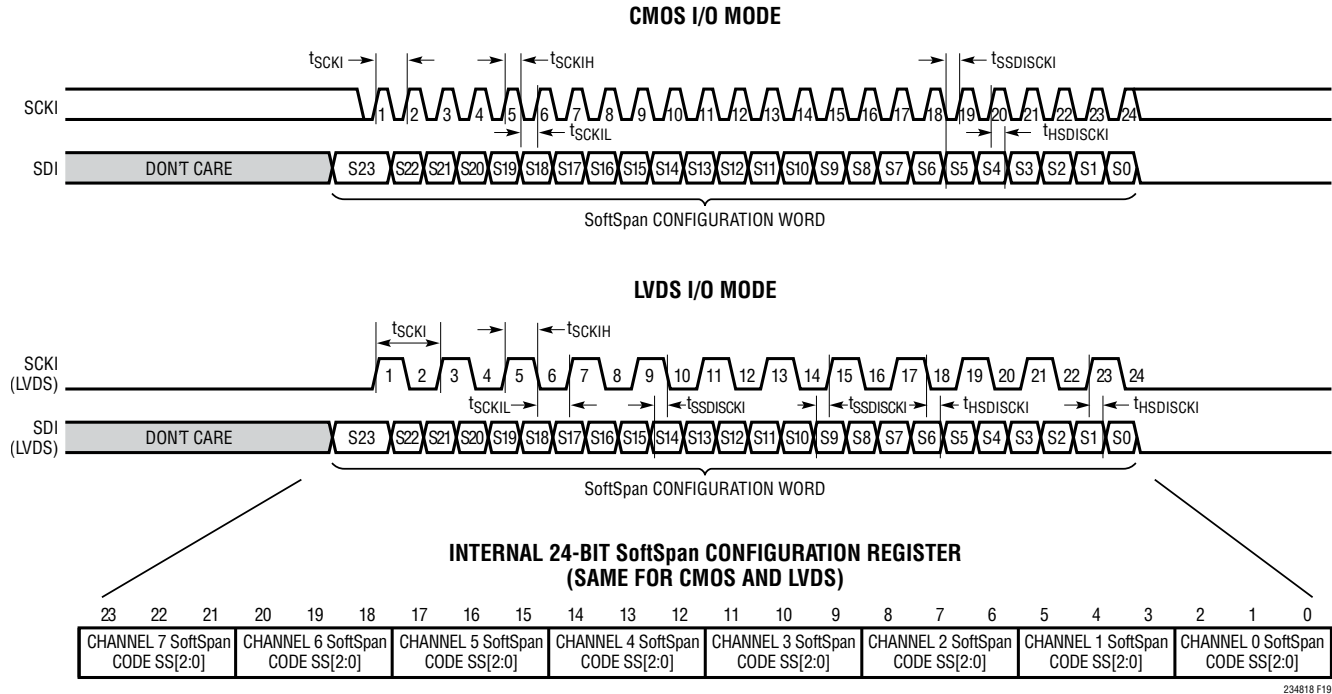 CMOS I/O MODE
tSCKI
tSCKIH
tSSDISCKI
SCKI
1 2 3 4 5 6 7 8 9 10 11 12 13 14 15 16 17 18 19 20 21 22 23 24
tSCKIL
tHSDISCKI
SDI
DON'T CARE
S23 S22 S21 S20 S19 S18 S17 S16 S15 S14 S13 S12 S11 S10 S9 S8 S7 S6 S5 S4 S3 S2 S1 S0
SoftSpan CONFIGURATION WORD
LVDS I/O MODE
tSCKI
tSCKIH
SCKI
(LVDS)
1 2 3 4 5 6 7 8 9 10 11 12 13 14 15 16 17 18 19 20 21 22 23 24
tSCKIL
tSSDISCKI
tSSDISCKI
tHSDISCKI
tHSDISCKI
SDI
(LVDS)
DON'T CARE
S23 S22 S21 S20 S19 S18 S17 S16 S15 S14 S13 S12 S11 S10 S9 S8 S7 S6 S5 S4 S3 S2 S1 S0
SoftSpan CONFIGURATION WORD
INTERNAL 24-BIT SoftSpan CONFIGURATION REGISTER
(SAME FOR CMOS AND LVDS)
23 22 21 20 19 18 17 16 15 14 13 12 11 10 9 8 7 6 5 4 3 2 1 0
CHANNEL 7 SoftSpan
CODE SS[2:0]
CHANNEL 6 SoftSpan
CODE SS[2:0]
CHANNEL 5 SoftSpan
CODE SS[2:0]
CHANNEL 4 SoftSpan
CODE SS[2:0]
CHANNEL 3 SoftSpan
CODE SS[2:0]
CHANNEL 2 SoftSpan
CODE SS[2:0]
CHANNEL 1 SoftSpan
CODE SS[2:0]
CHANNEL 0 SoftSpan
CODE SS[2:0]
234818 F19